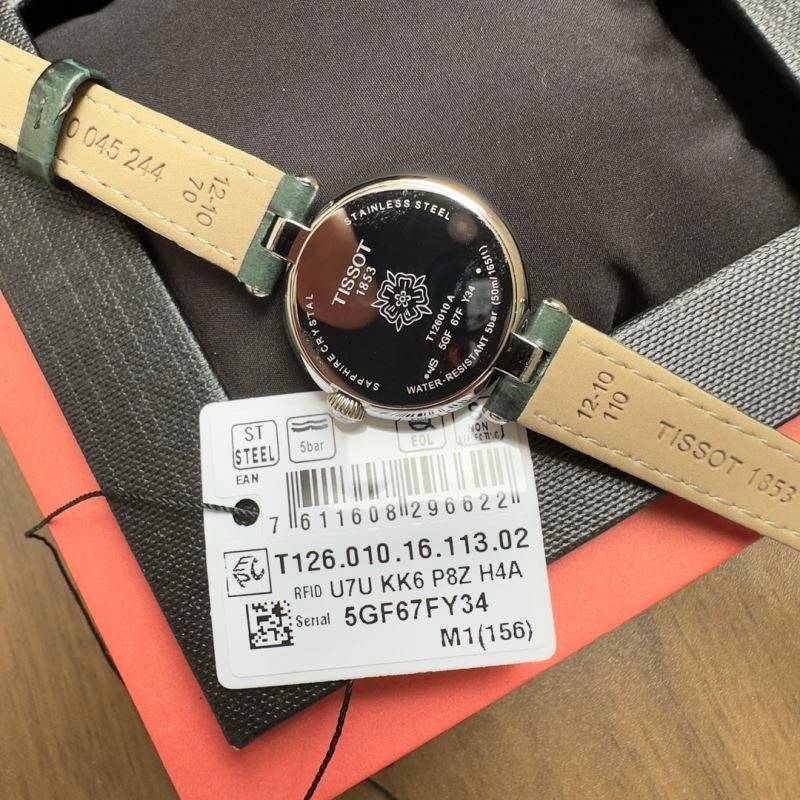 0 045 244
12-10
70
STAINLESS STEEL
TISSOT
1853
SAPPHIRE CRYSTAL
T126010 A
5GF 67F Y34
WATER-RESISTANT 5bar (50m/165ft)
12-10
110
TISSOT 1853
ST
STEEL
5bar
EOL
NON
EAN
7 611608 296622
T126.010.16.113.02
RFID U7U KK6 P8Z H4A
Serial 5GF67FY34
M1(156)